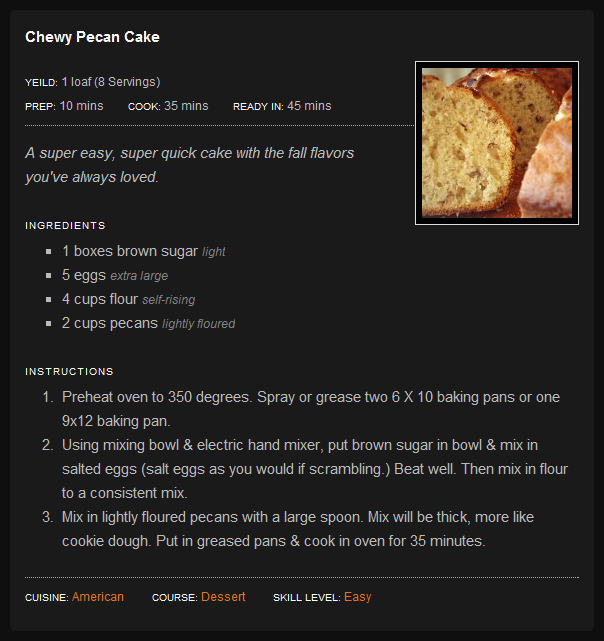 Chewy Pecan Cake
YEILD: 1 loaf (8 Servings)
PREP: 10 mins COOK: 35 mins READY IN: 45 mins
A super easy, super quick cake with the fall flavors
you've always loved.
INGREDIENTS
▪ 1 boxes brown sugar light
▪ 5 eggs extra large
▪ 4 cups flour self-rising
▪ 2 cups pecans lightly floured
INSTRUCTIONS
1. Preheat oven to 350 degrees. Spray or grease two 6 X 10 baking pans or one
9x12 baking pan.
2. Using mixing bowl & electric hand mixer, put brown sugar in bowl & mix in
salted eggs (salt eggs as you would if scrambling.) Beat well. Then mix in flour
to a consistent mix.
3. Mix in lightly floured pecans with a large spoon. Mix will be thick, more like
cookie dough. Put in greased pans & cook in oven for 35 minutes.
CUISINE: American COURSE: Dessert SKILL LEVEL: Easy